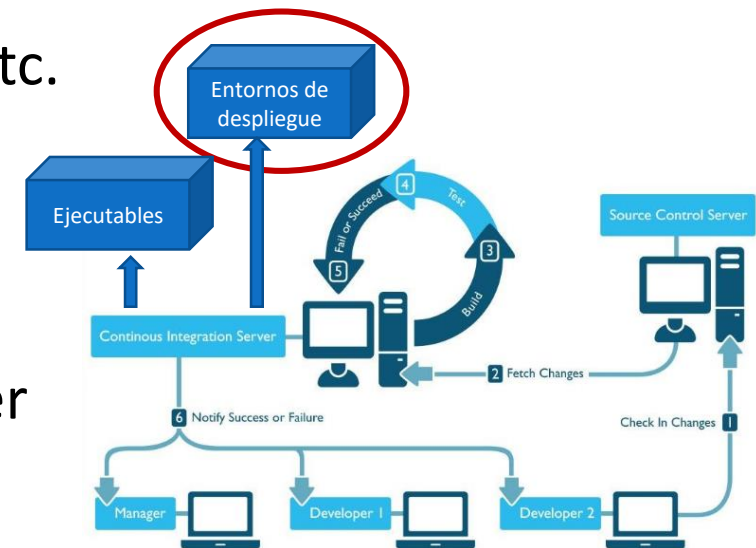 tc.
Entornos de
despliegue
Ejecutables
4
Test
Fail or Succeed
3
5
Build
Source Control Server
Continous Integration Server
2 Fetch Changes
er
6 Notify Success or Failure
Check In Changes 1
Manager
Developer 1
Developer 2